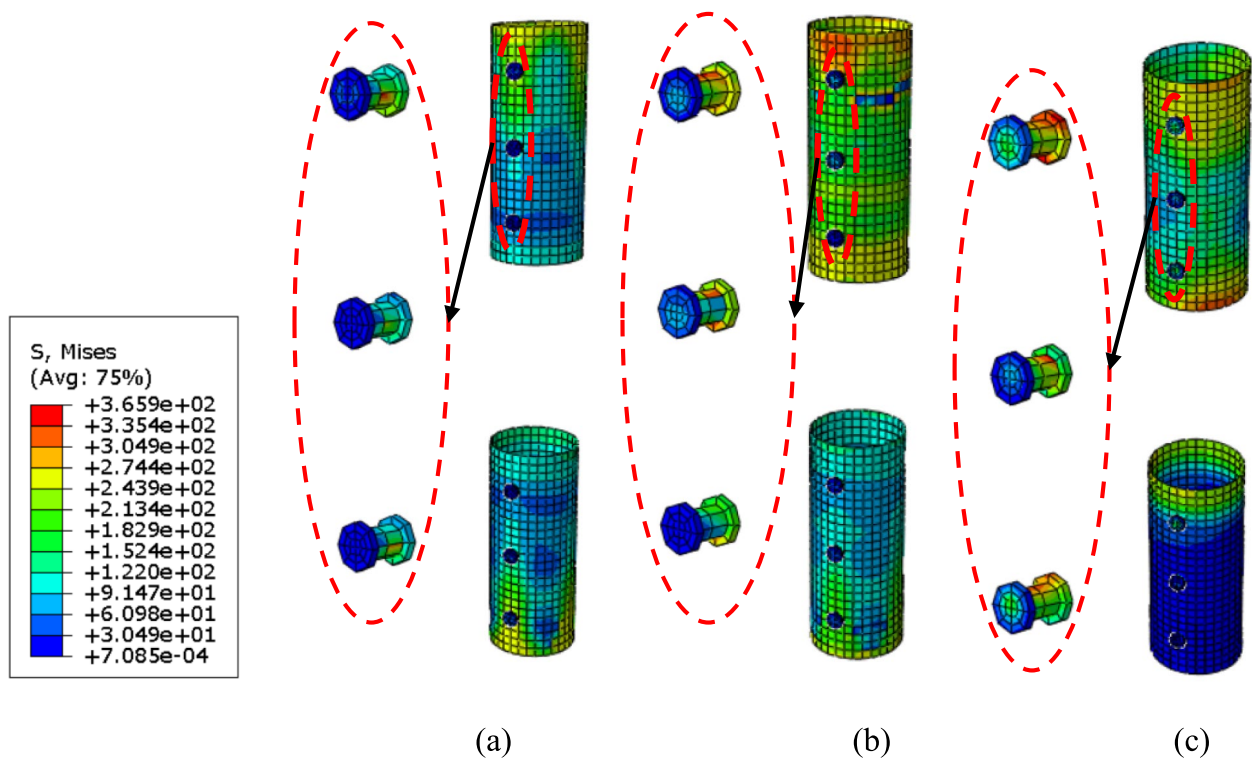 S, Mises
(Avg: 75%)
+3.659e+02
+3.354e+02
+3.049e+02
+2.744e+02
+2.439e+02
+2.134e+02
+1.829e+02
+1.524e+02
+1.220e+02
+9.147e+01
+6.098e+01
+3.049e+01
+7.085e-04
(a)
(b)
(c)